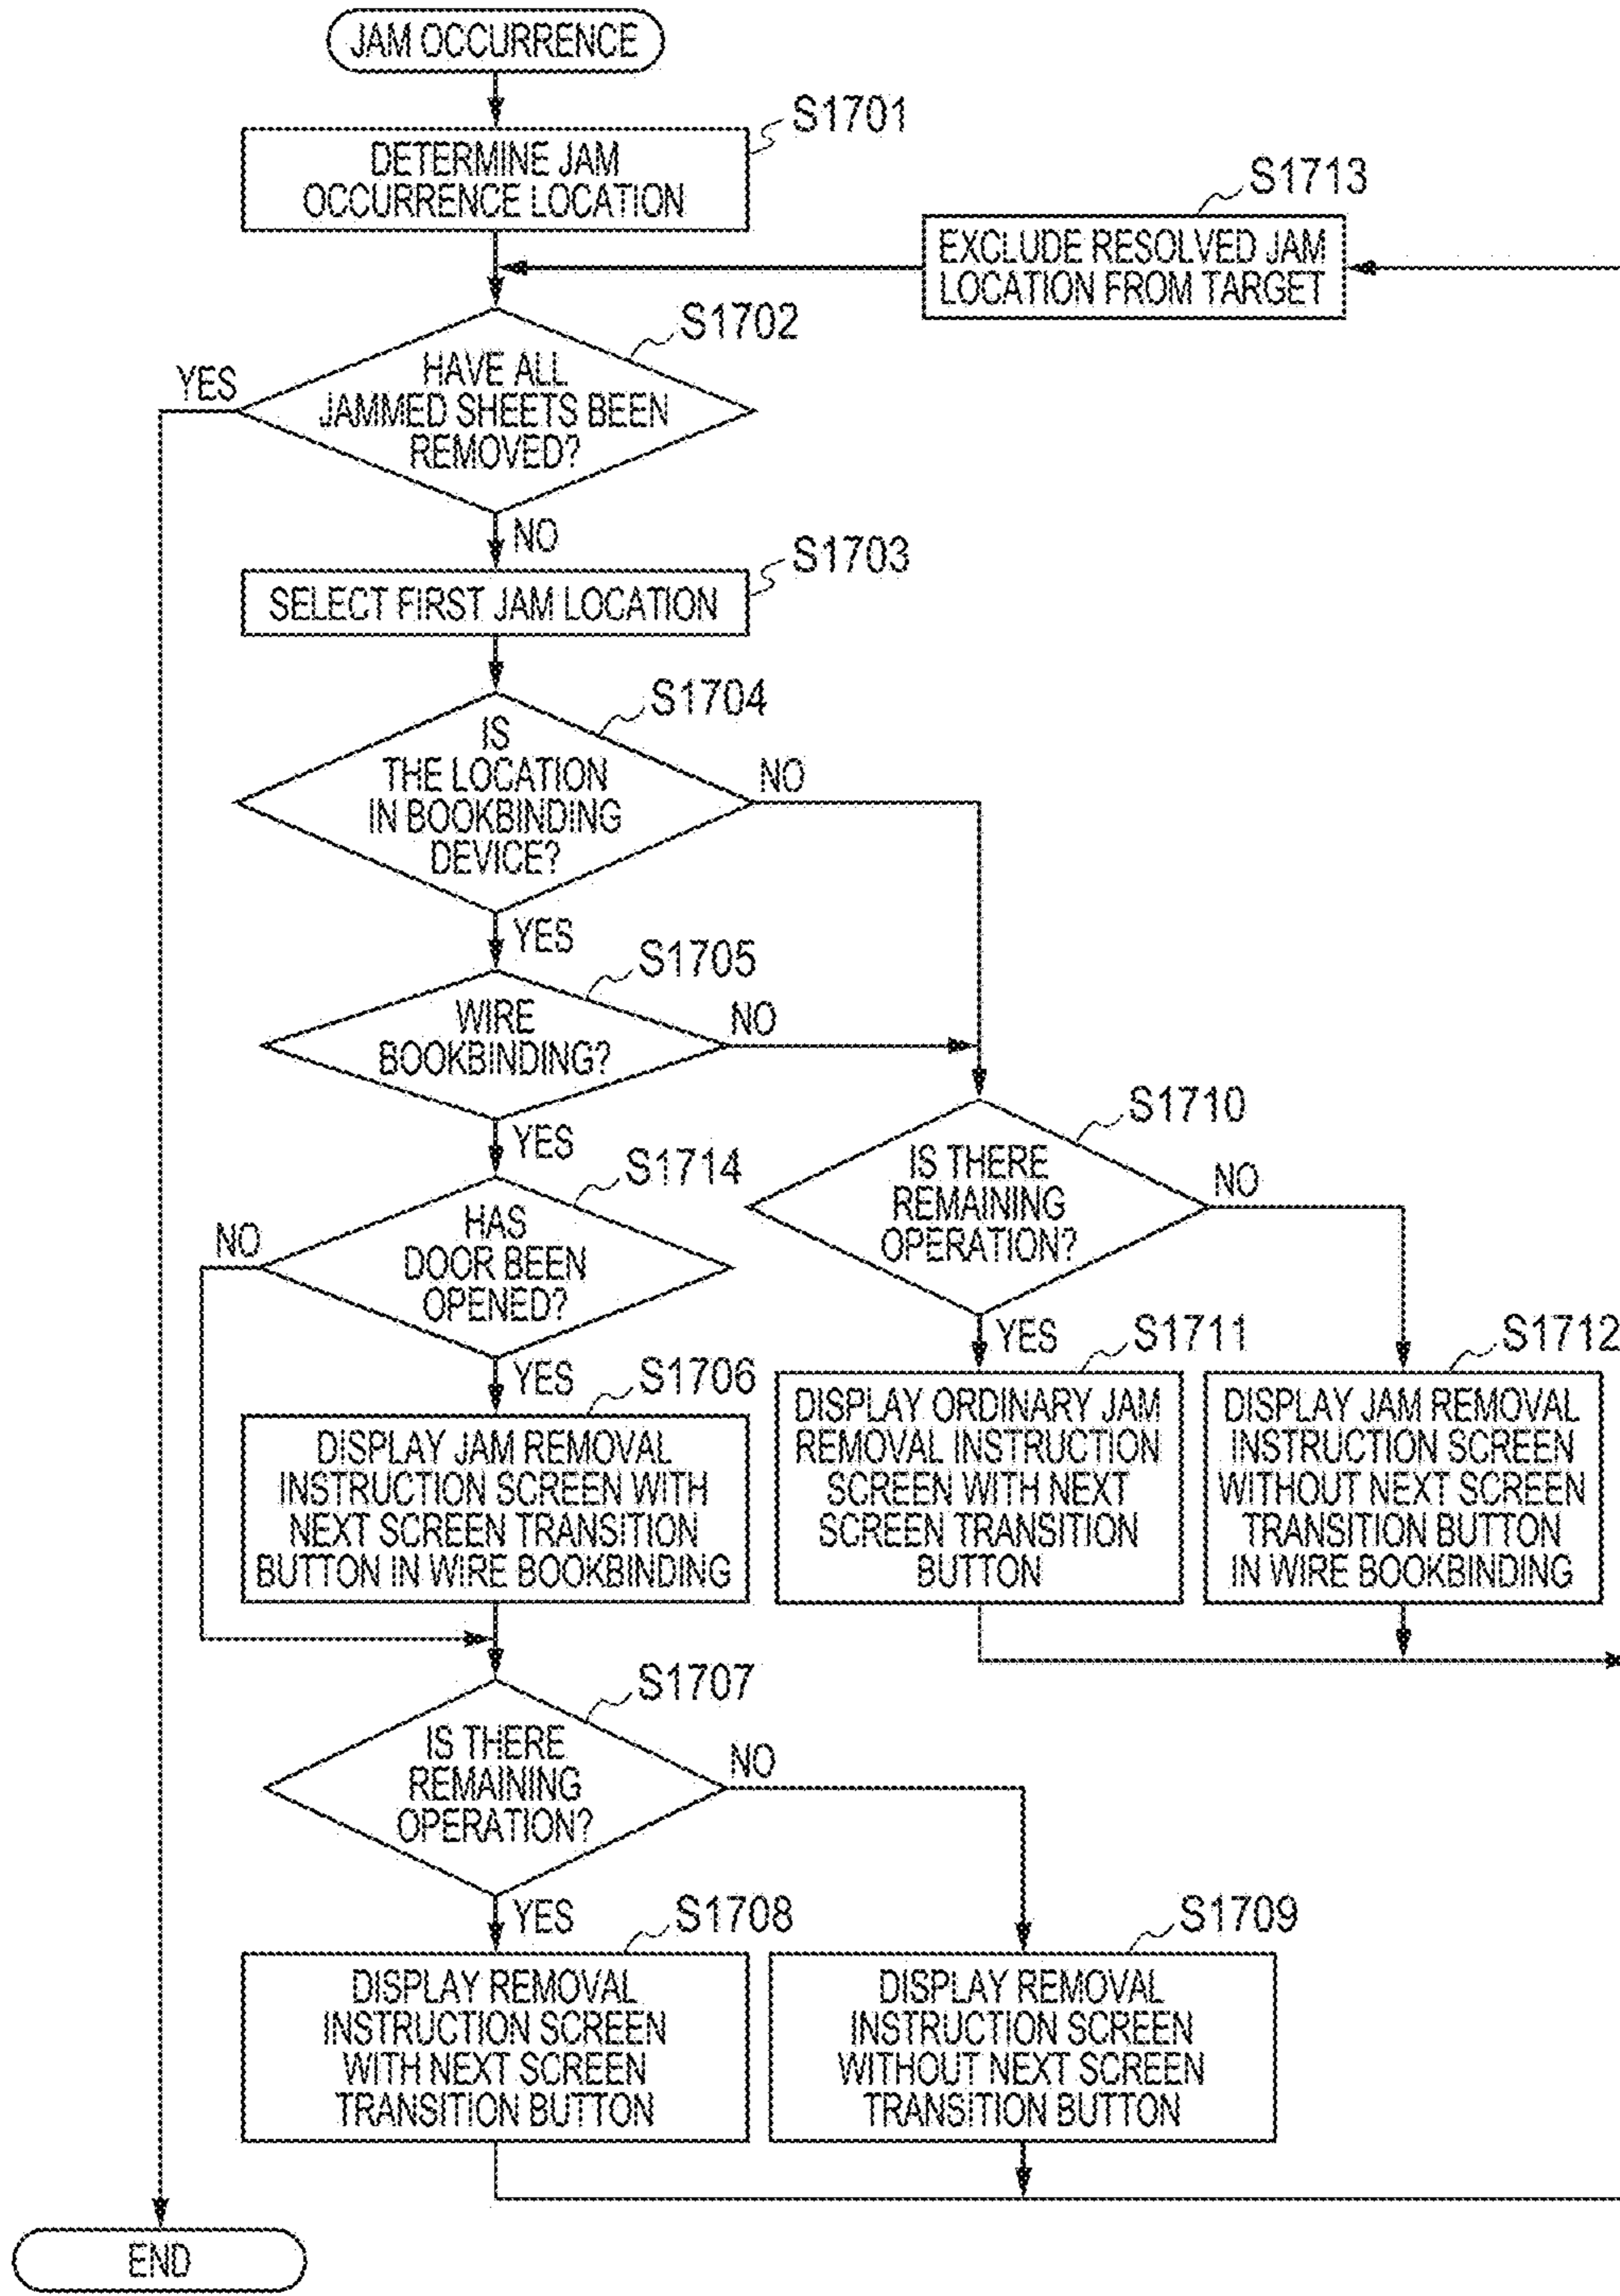 JAM OCCURRENCE
S1701
DETERMINE JAM
OCCURRENCE LOCATION
S1713
EXCLUDE RESOLVED JAM
LOCATION FROM TARGET
S1702
YES
HAVE ALL
JAMMED SHEETS BEEN
REMOVED?
NO
S1703
SELECT FIRST JAM LOCATION
S1704
IS
THE LOCATION
IN BOOKBINDING
DEVICE?
NO
YES
S1705
WIRE
BOOKBINDING?
NO
YES
S1710
IS THERE
REMAINING
OPERATION?
NO
S1714
HAS
DOOR BEEN
OPENED?
NO
YES
YES
S1711
S1712
S1706
DISPLAY JAM REMOVAL
INSTRUCTION SCREEN WITH
NEXT SCREEN TRANSITION
BUTTON IN WIRE BOOKBINDING
DISPLAY ORDINARY JAM
REMOVAL INSTRUCTION
SCREEN WITH NEXT
SCREEN TRANSITION
BUTTON
DISPLAY JAM REMOVAL
INSTRUCTION SCREEN
WITHOUT NEXT SCREEN
TRANSITION BUTTON
IN WIRE BOOKBINDING
S1707
IS THERE
REMAINING
OPERATION?
NO
YES
S1708
S1709
DISPLAY REMOVAL
INSTRUCTION SCREEN
WITH NEXT SCREEN
TRANSITION BUTTON
DISPLAY REMOVAL
INSTRUCTION SCREEN
WITHOUT NEXT SCREEN
TRANSITION BUTTON
END